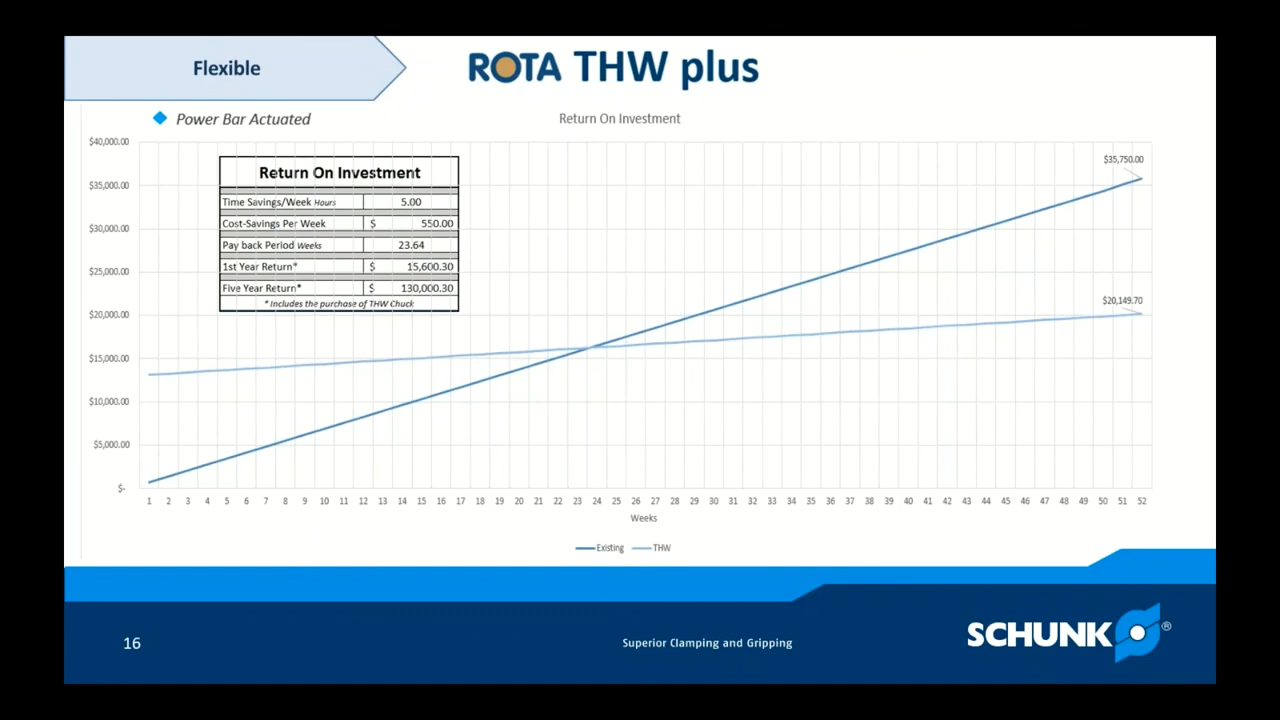 Flexible
ROTA THW plus
Power Bar Actuated
Return On Investment
$40,000.00
$35,000.00
$30,000.00
$25,000.00
$20,000.00
$15,000.00
$10,000.00
$5,000.00
$-
Return On Investment
Time Savings/Week Hours 5.00
Cost-Savings Per Week $ 550.00
Pay back Period Weeks 23.64
1st Year Return* $ 15,600.30
Five Year Return* $ 130,000.30
* Includes the purchase of THW Chuck
$35,750.00
$20,149.70
1 2 3 4 5 6 7 8 9 10 11 12 13 14 15 16 17 18 19 20 21 22 23 24 25 26 27 28 29 30 31 32 33 34 35 36 37 38 39 40 41 42 43 44 45 46 47 48 49 50 51 52
Weeks
Existing THW
16
Superior Clamping and Gripping
SCHUNK ®